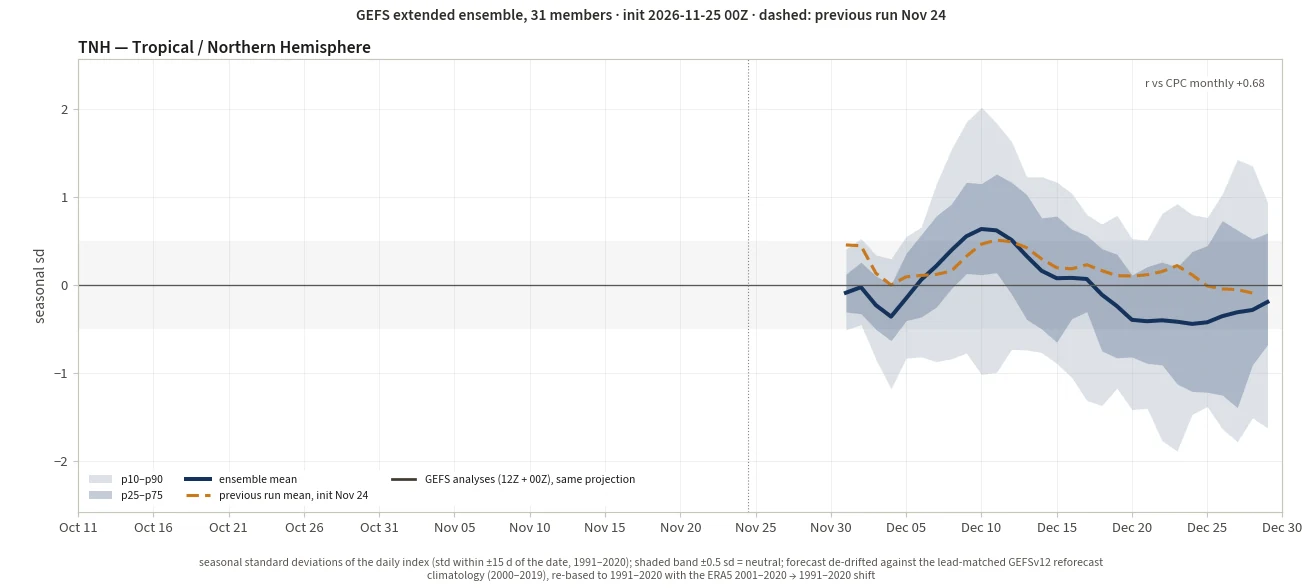 GEFS extended ensemble, 31 members · init 2026-11-25 00Z · dashed: previous run Nov 24
TNH — Tropical / Northern Hemisphere
r vs CPC monthly +0.68
seasonal sd
2
1
0
−1
−2
p10–p90
p25–p75
ensemble mean
previous run mean, init Nov 24
GEFS analyses (12Z + 00Z), same projection
Oct 11 Oct 16 Oct 21 Oct 26 Oct 31 Nov 05 Nov 10 Nov 15 Nov 20 Nov 25 Nov 30 Dec 05 Dec 10 Dec 15 Dec 20 Dec 25 Dec 30
seasonal standard deviations of the daily index (std within ±15 d of the date, 1991–2020); shaded band ±0.5 sd = neutral; forecast de-drifted against the lead-matched GEFSv12 reforecast
climatology (2000–2019), re-based to 1991–2020 with the ERA5 2001–2020 → 1991–2020 shift